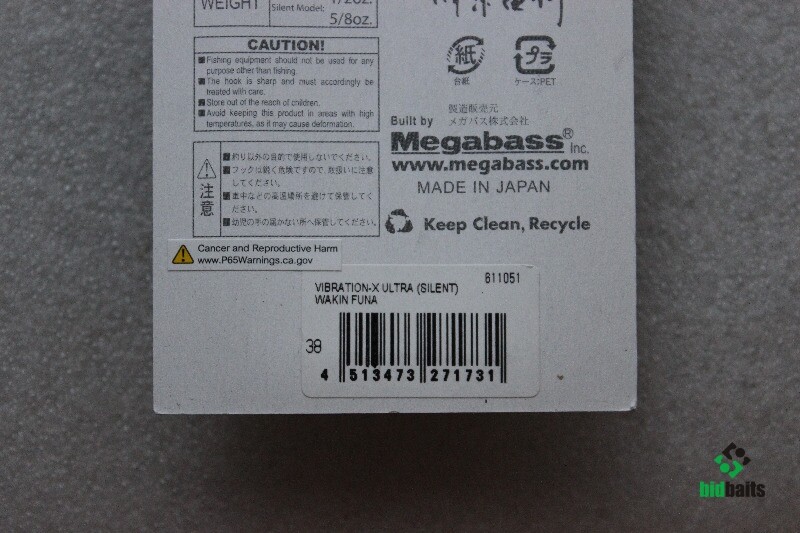 WEIGHT
Silent Model:
5/8oz.
CAUTION!
Fishing equipment should not be used for any
purpose other than fishing.
The hook is sharp and must accordingly be
treated with care.
Store out of the reach of children.
Avoid keeping this product in areas with high
temperatures, as it may cause deformation.
注意
釣り以外の目的で使用しないでください。
フックは鋭く危険ですので、取扱いに注意
してください。
車中などの高温場所を避けて保管してく
ださい。
幼児の手の届かない所へ保管してください。
紙
台紙
プラ
ケース:PET
製造販売元
メガバス株式会社
Built by
Megabass® Inc.
www.megabass.com
MADE IN JAPAN
Keep Clean, Recycle
Cancer and Reproductive Harm
www.P65Warnings.ca.gov
VIBRATION-X ULTRA (SILENT)
WAKIN FUNA
811051
38
4 513473 271731
bidbaits